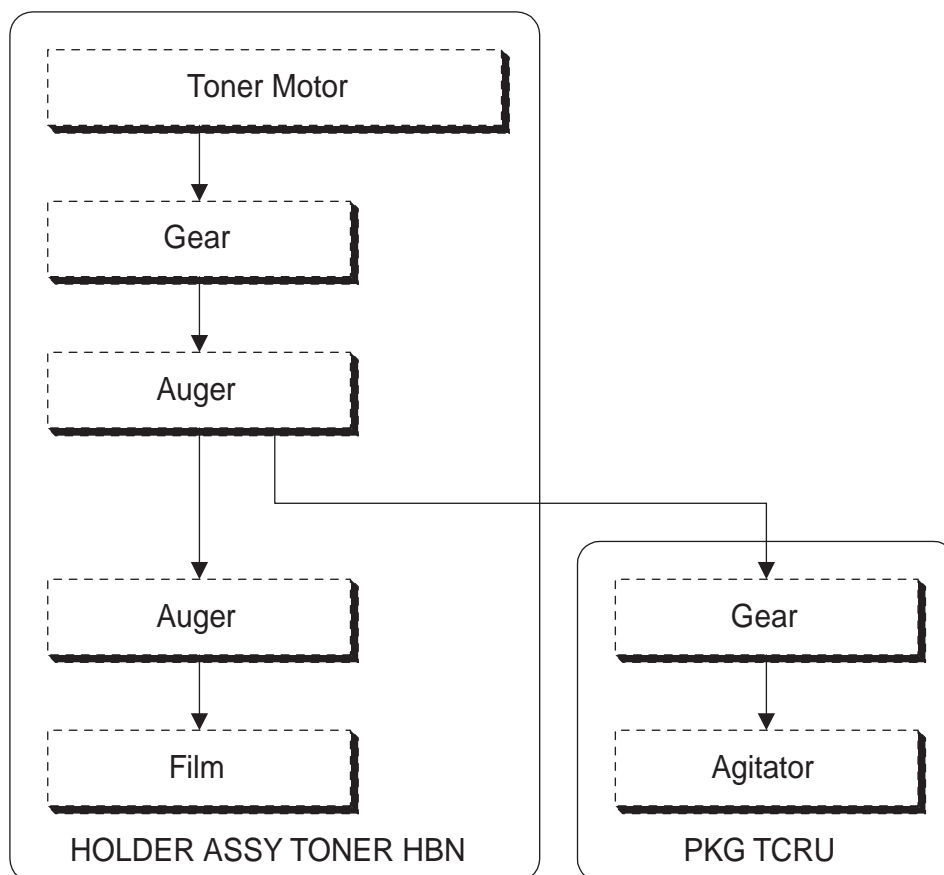 Toner Motor
Gear
Auger
Auger
Film
HOLDER ASSY TONER HBN
Gear
Agitator
PKG TCRU